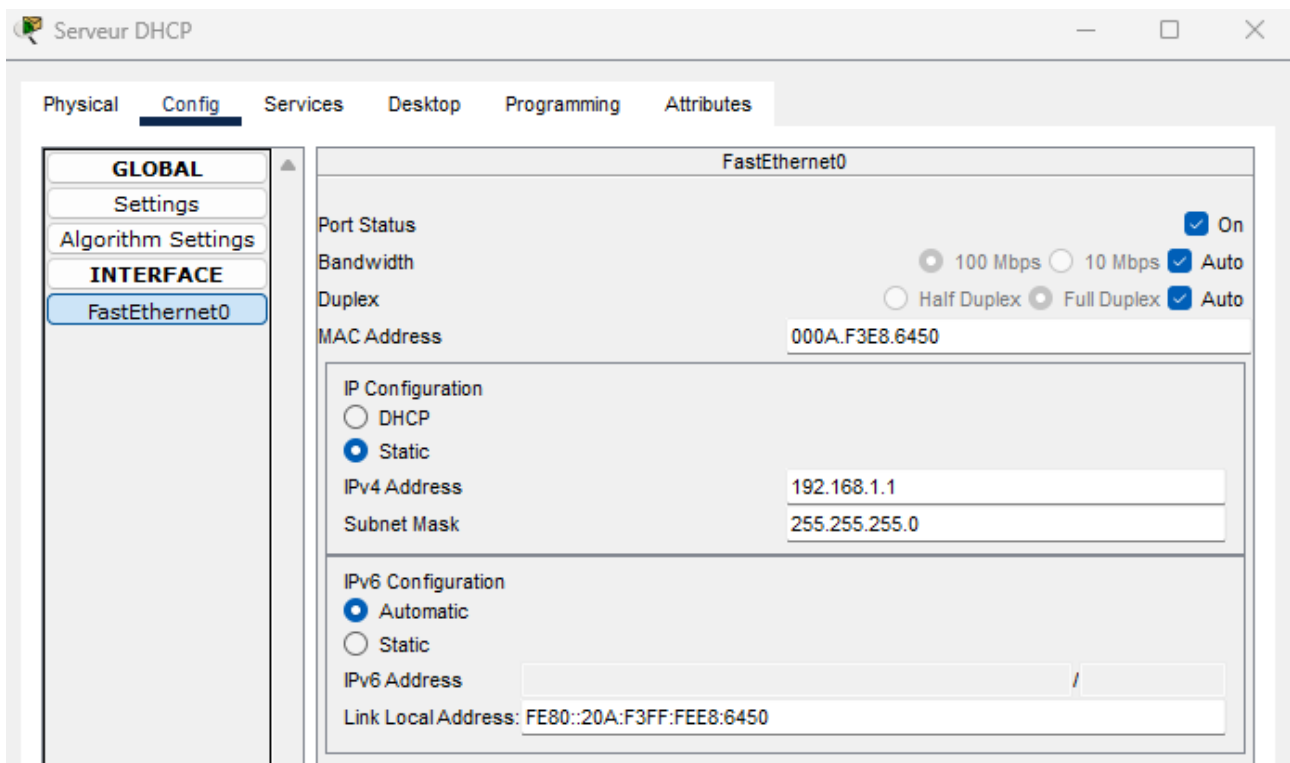 Serveur DHCP
Physical Config Services Desktop Programming Attributes
GLOBAL
Settings
Algorithm Settings
INTERFACE
FastEthernet0
FastEthernet0
Port Status On
Bandwidth 100 Mbps 10 Mbps Auto
Duplex Half Duplex Full Duplex Auto
MAC Address 000A.F3E8.6450
IP Configuration
DHCP
Static
IPv4 Address 192.168.1.1
Subnet Mask 255.255.255.0
IPv6 Configuration
Automatic
Static
IPv6 Address /
Link Local Address: FE80::20A:F3FF:FEE8:6450